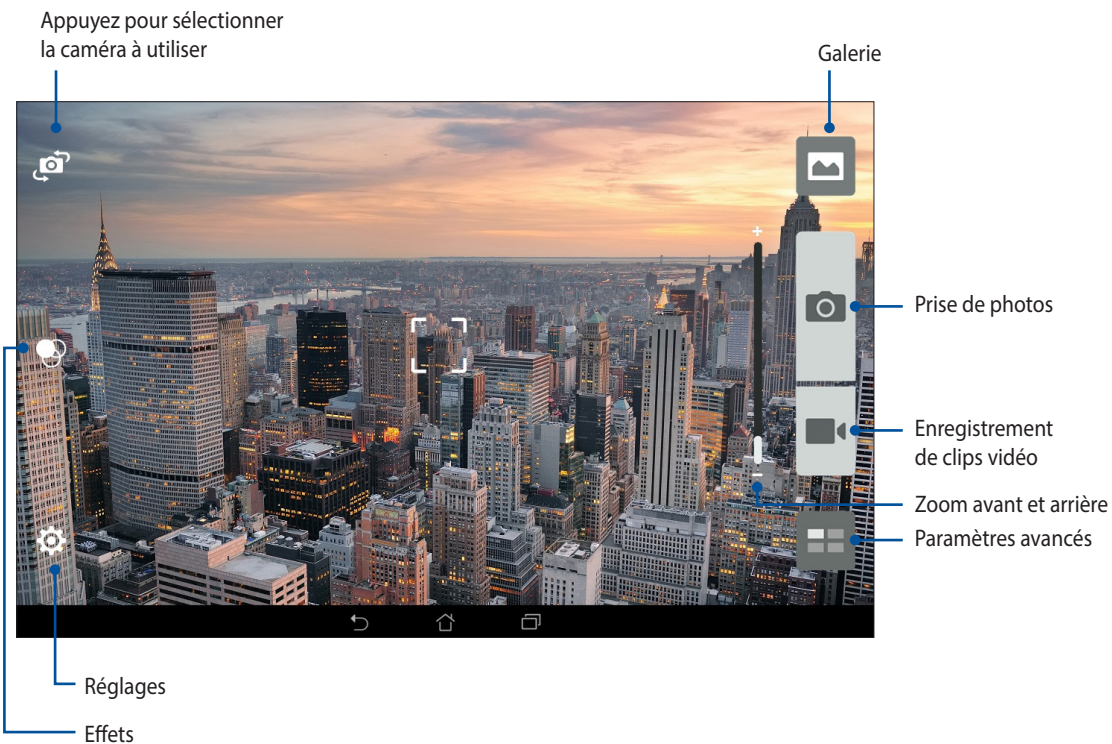 Appuyez pour sélectionner
la caméra à utiliser
Galerie
Prise de photos
Enregistrement
de clips vidéo
Zoom avant et arrière
Paramètres avancés
Réglages
Effets